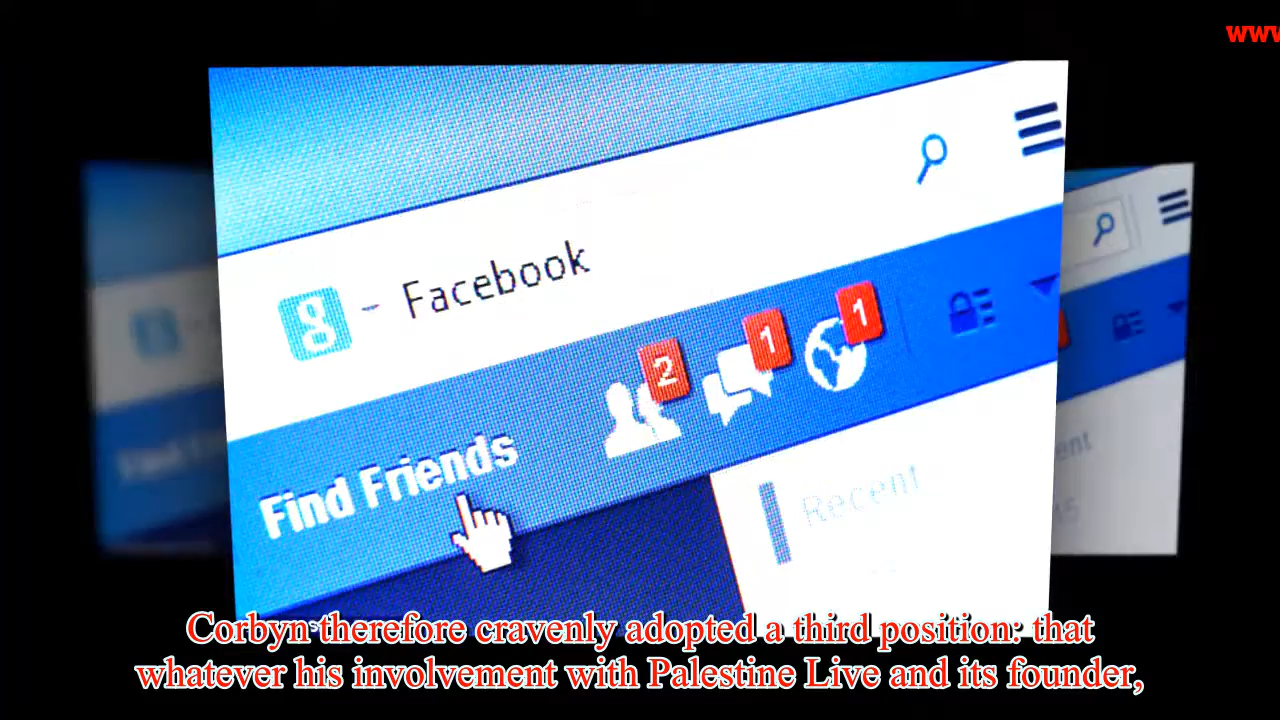 www
g - Facebook
2 1 1
Find Friends
Recent
Corbyn therefore cravenly adopted a third position: that
whatever his involvement with Palestine Live and its founder,